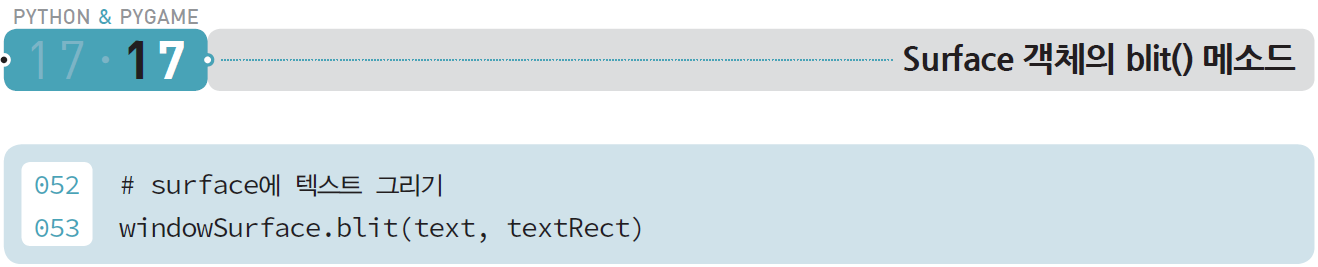 PYTHON & PYGAME
17·17
Surface 객체의 blit() 메소드
052 # surface에 텍스트 그리기
053 windowSurface.blit(text, textRect)